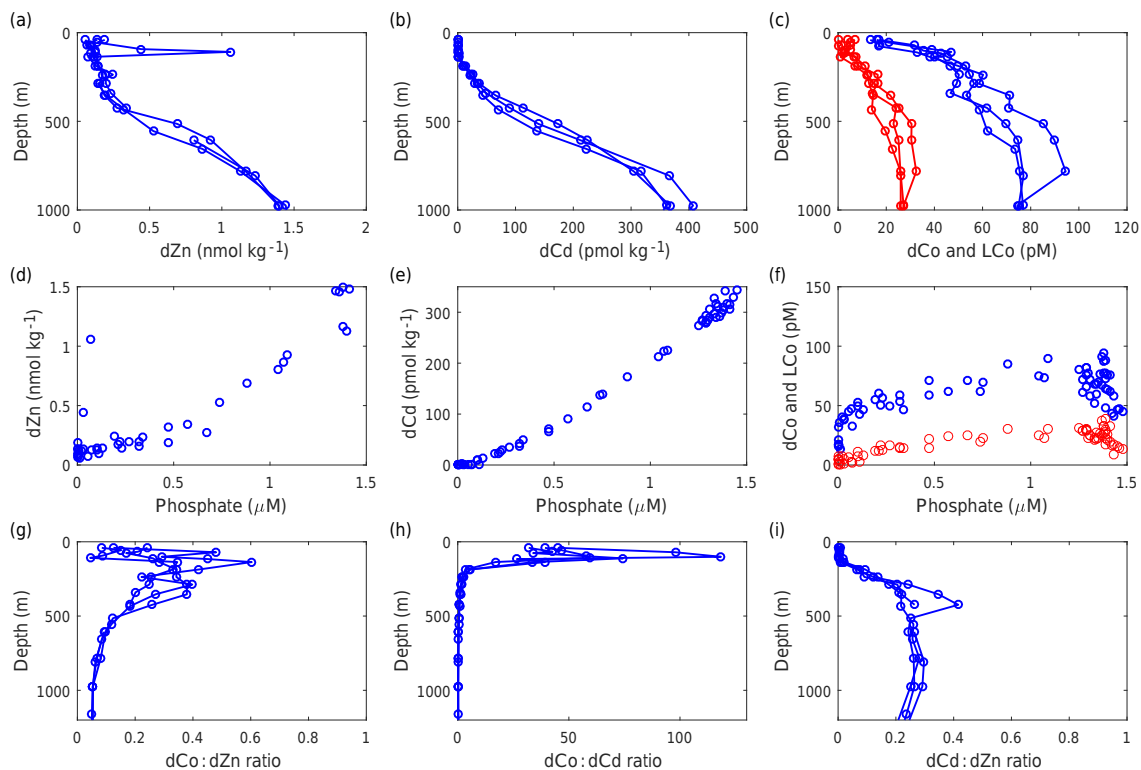 (a)
0
500
1000
Depth (m)
0 0.5 1 1.5 2
dZn (nmol kg⁻¹)
(b)
0
500
1000
Depth (m)
0 100 200 300 400 500
dCd (pmol kg⁻¹)
(c)
0
500
1000
Depth (m)
0 20 40 60 80 100 120
dCo and LCo (pM)
(d)
1.5
1
0.5
0
dZn (nmol kg⁻¹)
0 0.5 1 1.5
Phosphate (μM)
(e)
300
200
100
0
dCd (pmol kg⁻¹)
0 0.5 1 1.5
Phosphate (μM)
(f)
150
100
50
0
dCo and LCo (pM)
0 0.5 1 1.5
Phosphate (μM)
(g)
0
500
1000
Depth (m)
0 0.2 0.4 0.6 0.8 1
dCo : dZn ratio
(h)
0
500
1000
Depth (m)
0 50 100
dCo : dCd ratio
(i)
0
500
1000
Depth (m)
0 0.2 0.4 0.6 0.8 1
dCd : dZn ratio